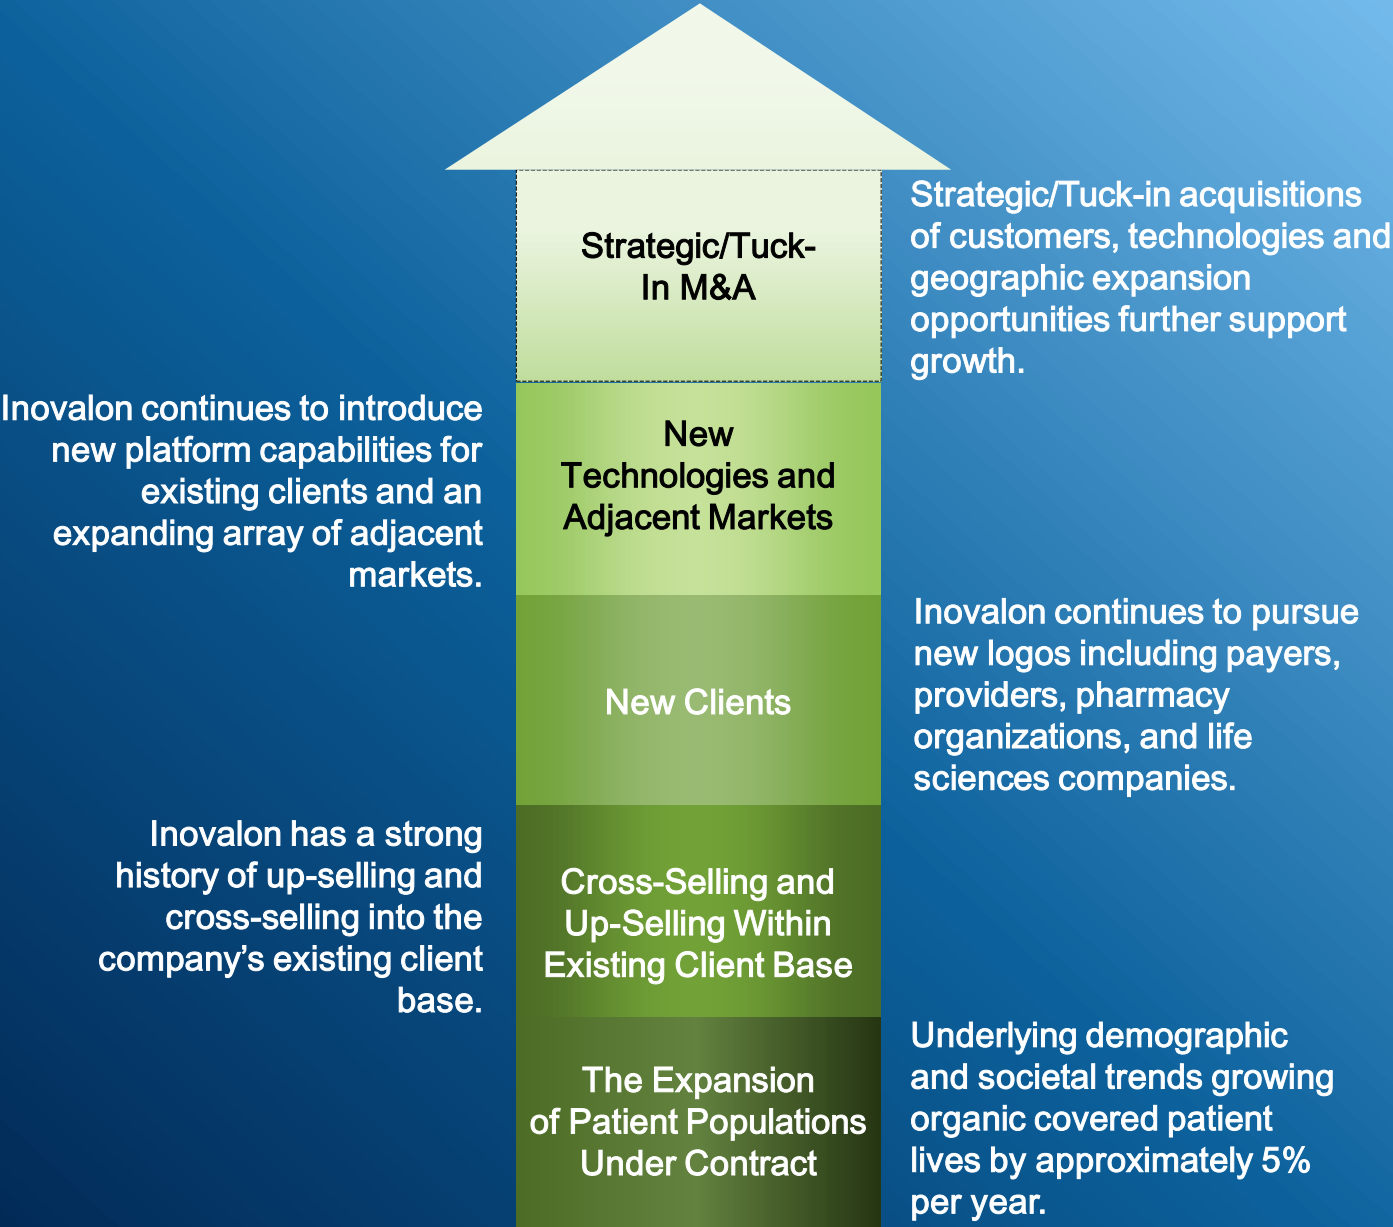 Strategic/Tuck-
In M&A
Strategic/Tuck-in acquisitions
of customers, technologies and
geographic expansion
opportunities further support
growth.
Inovalon continues to introduce
new platform capabilities for
existing clients and an
expanding array of adjacent
markets.
New
Technologies and
Adjacent Markets
New Clients
Inovalon continues to pursue
new logos including payers,
providers, pharmacy
organizations, and life
sciences companies.
Inovalon has a strong
history of up-selling and
cross-selling into the
company’s existing client
base.
Cross-Selling and
Up-Selling Within
Existing Client Base
The Expansion
of Patient Populations
Under Contract
Underlying demographic
and societal trends growing
organic covered patient
lives by approximately 5%
per year.